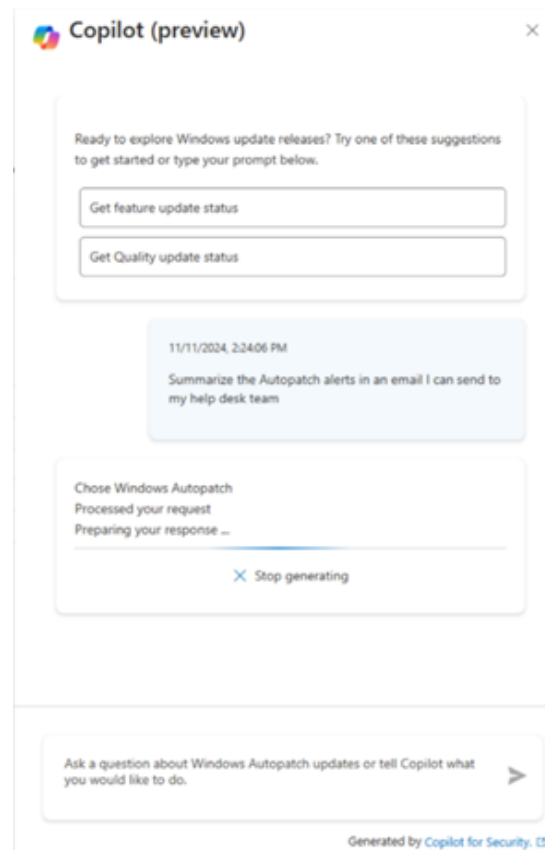 Copilot (preview)
Ready to explore Windows update releases? Try one of these suggestions
to get started or type your prompt below.
Get feature update status
Get Quality update status
11/11/2024, 2:24:06 PM
Summarize the Autopatch alerts in an email I can send to
my help desk team
Chose Windows Autopatch
Processed your request
Preparing your response ...
Stop generating
Ask a question about Windows Autopatch updates or tell Copilot what
you would like to do.
Generated by Copilot for Security.